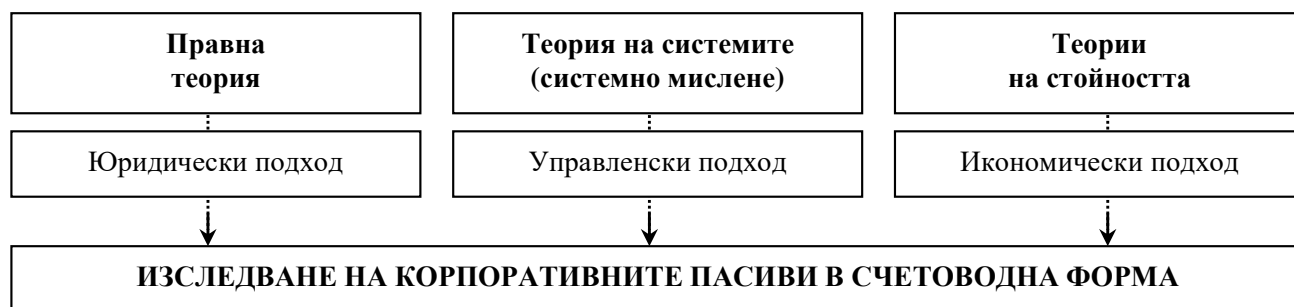 Правна
теория
Теория на системите
(системно мислене)
Теории
на стойността
Юридически подход
Управленски подход
Икономически подход
ИЗСЛЕДВАНЕ НА КОРПОРАТИВНИТЕ ПАСИВИ В СЧЕТОВОДНА ФОРМА